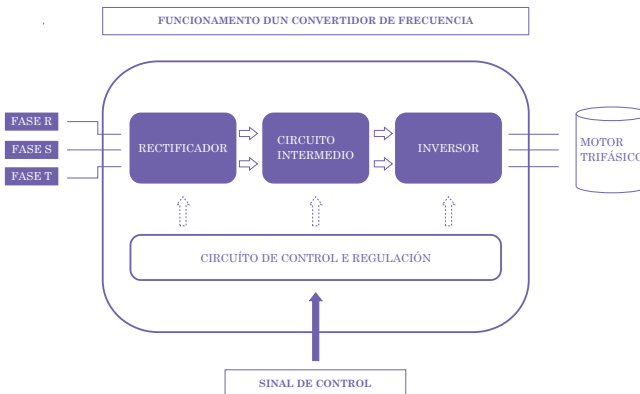 FUNCIONAMENTO DUN CONVERTIDOR DE FRECUENCIA
FASE R
FASE S
FASE T
RECTIFICADOR
CIRCUITO
INTERMEDIO
INVERSOR
MOTOR
TRIFÁSICO
CIRCUÍTO DE CONTROL E REGULACIÓN
SINAL DE CONTROL